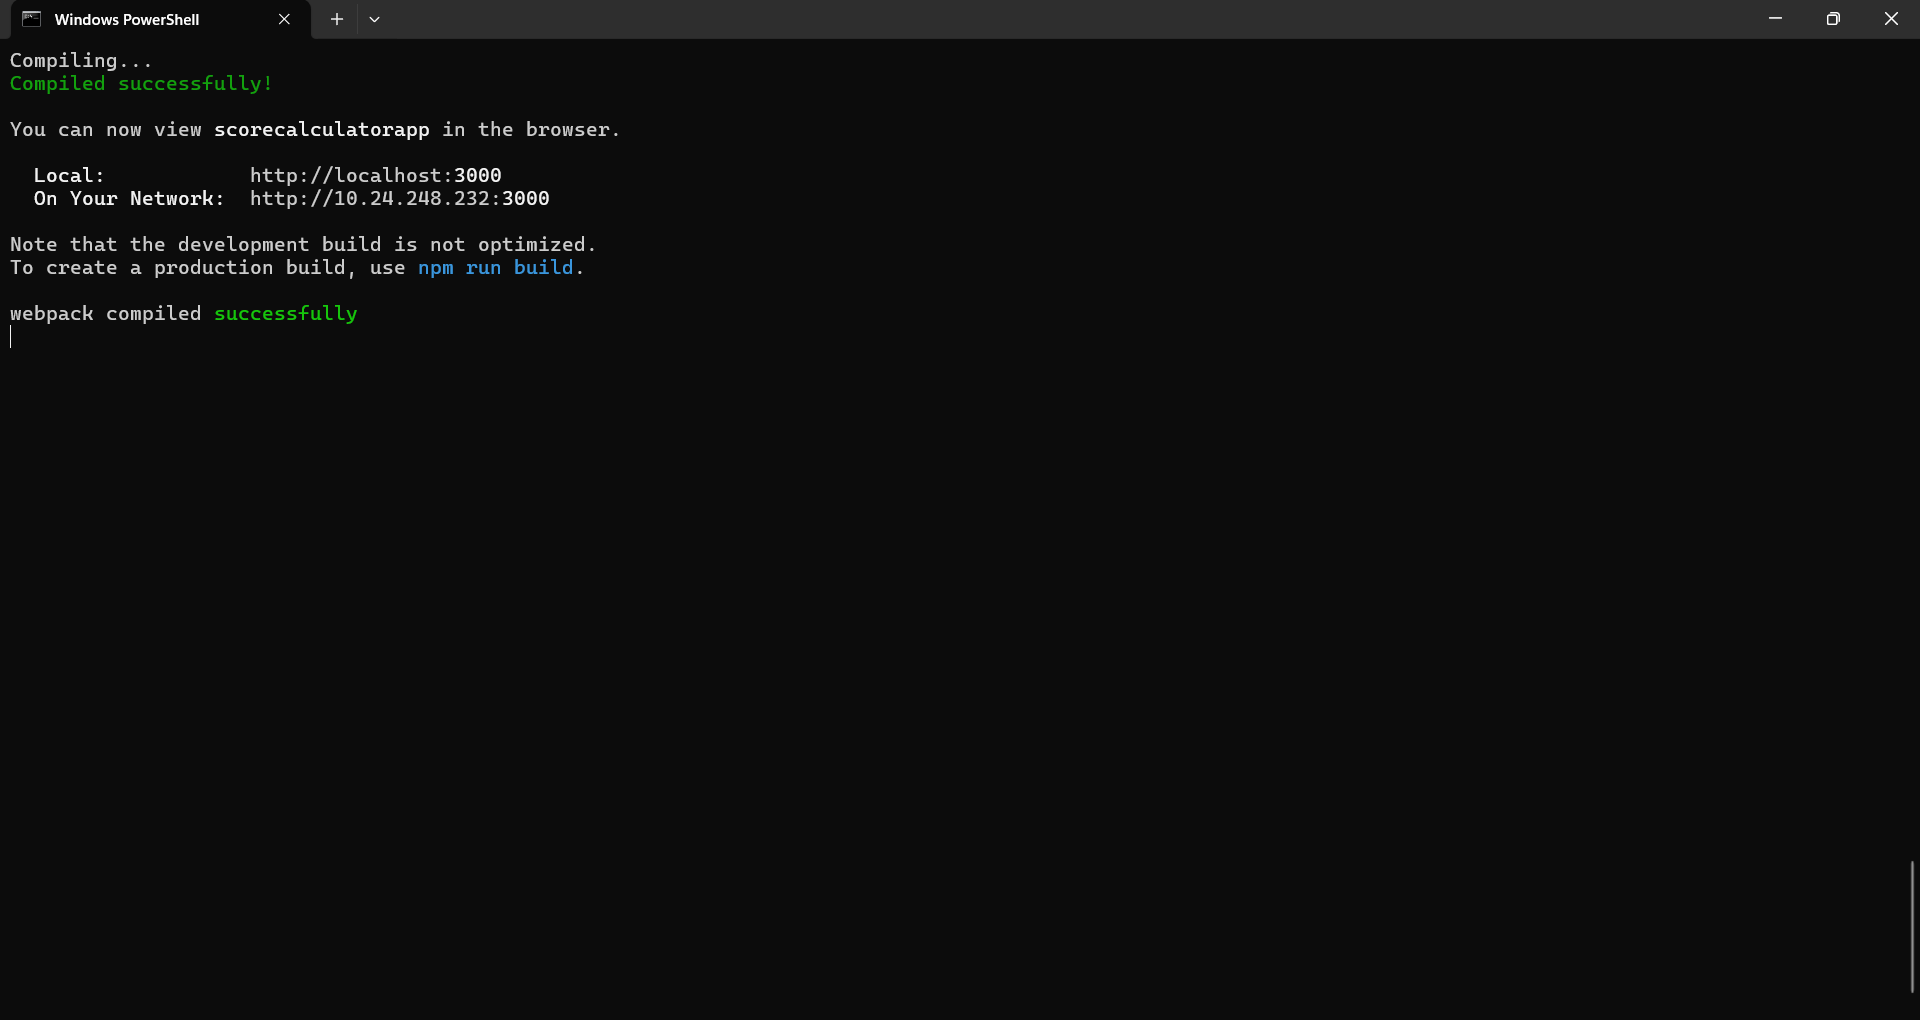 Windows PowerShell
Compiling...
Compiled successfully!
You can now view scorecalculatorapp in the browser.
Local: http://localhost:3000
On Your Network: http://10.24.248.232:3000
Note that the development build is not optimized.
To create a production build, use npm run build.
webpack compiled successfully